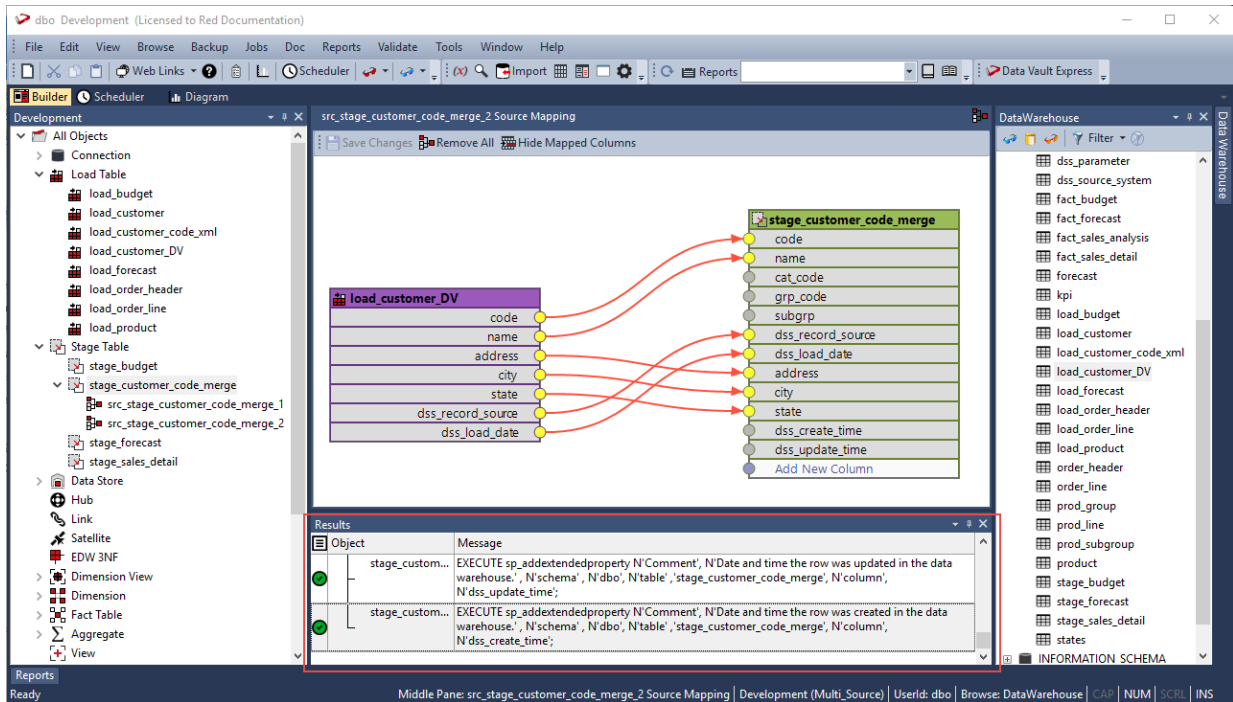 dbo Development (Licensed to Red Documentation)
File Edit View Browse Backup Jobs Doc Reports Validate Tools Window Help
Web Links Scheduler (x) Import Reports Data Vault Express
Builder Scheduler Diagram
Development
All Objects
Connection
Load Table
load_budget
load_customer
load_customer_code_xml
load_customer_DV
load_forecast
load_order_header
load_order_line
load_product
Stage Table
stage_budget
stage_customer_code_merge
src_stage_customer_code_merge_1
src_stage_customer_code_merge_2
stage_forecast
stage_sales_detail
Data Store
Hub
Link
Satellite
EDW 3NF
Dimension View
Dimension
Fact Table
Aggregate
View
src_stage_customer_code_merge_2 Source Mapping
Save Changes Remove All Hide Mapped Columns
load_customer_DV
code
name
address
city
state
dss_record_source
dss_load_date
stage_customer_code_merge
code
name
cat_code
grp_code
subgrp
dss_record_source
dss_load_date
address
city
state
dss_create_time
dss_update_time
Add New Column
Results
Object Message
stage_custom... EXECUTE sp_addextendedproperty N'Comment', N'Date and time the row was updated in the data
warehouse.' , N'schema' , N'dbo', N'table' ,'stage_customer_code_merge', N'column',
N'dss_update_time';
stage_custom... EXECUTE sp_addextendedproperty N'Comment', N'Date and time the row was created in the data
warehouse.' , N'schema' , N'dbo', N'table' ,'stage_customer_code_merge', N'column',
N'dss_create_time';
DataWarehouse
Filter
dss_parameter
dss_source_system
fact_budget
fact_forecast
fact_sales_analysis
fact_sales_detail
forecast
kpi
load_budget
load_customer
load_customer_code_xml
load_customer_DV
load_forecast
load_order_header
load_order_line
load_product
order_header
order_line
prod_group
prod_line
prod_subgroup
product
stage_budget
stage_forecast
stage_sales_detail
states
INFORMATION SCHEMA
Data Warehouse
Reports
Ready Middle Pane: src_stage_customer_code_merge_2 Source Mapping Development (Multi_Source) UserId: dbo Browse: DataWarehouse CAP NUM SCRL INS